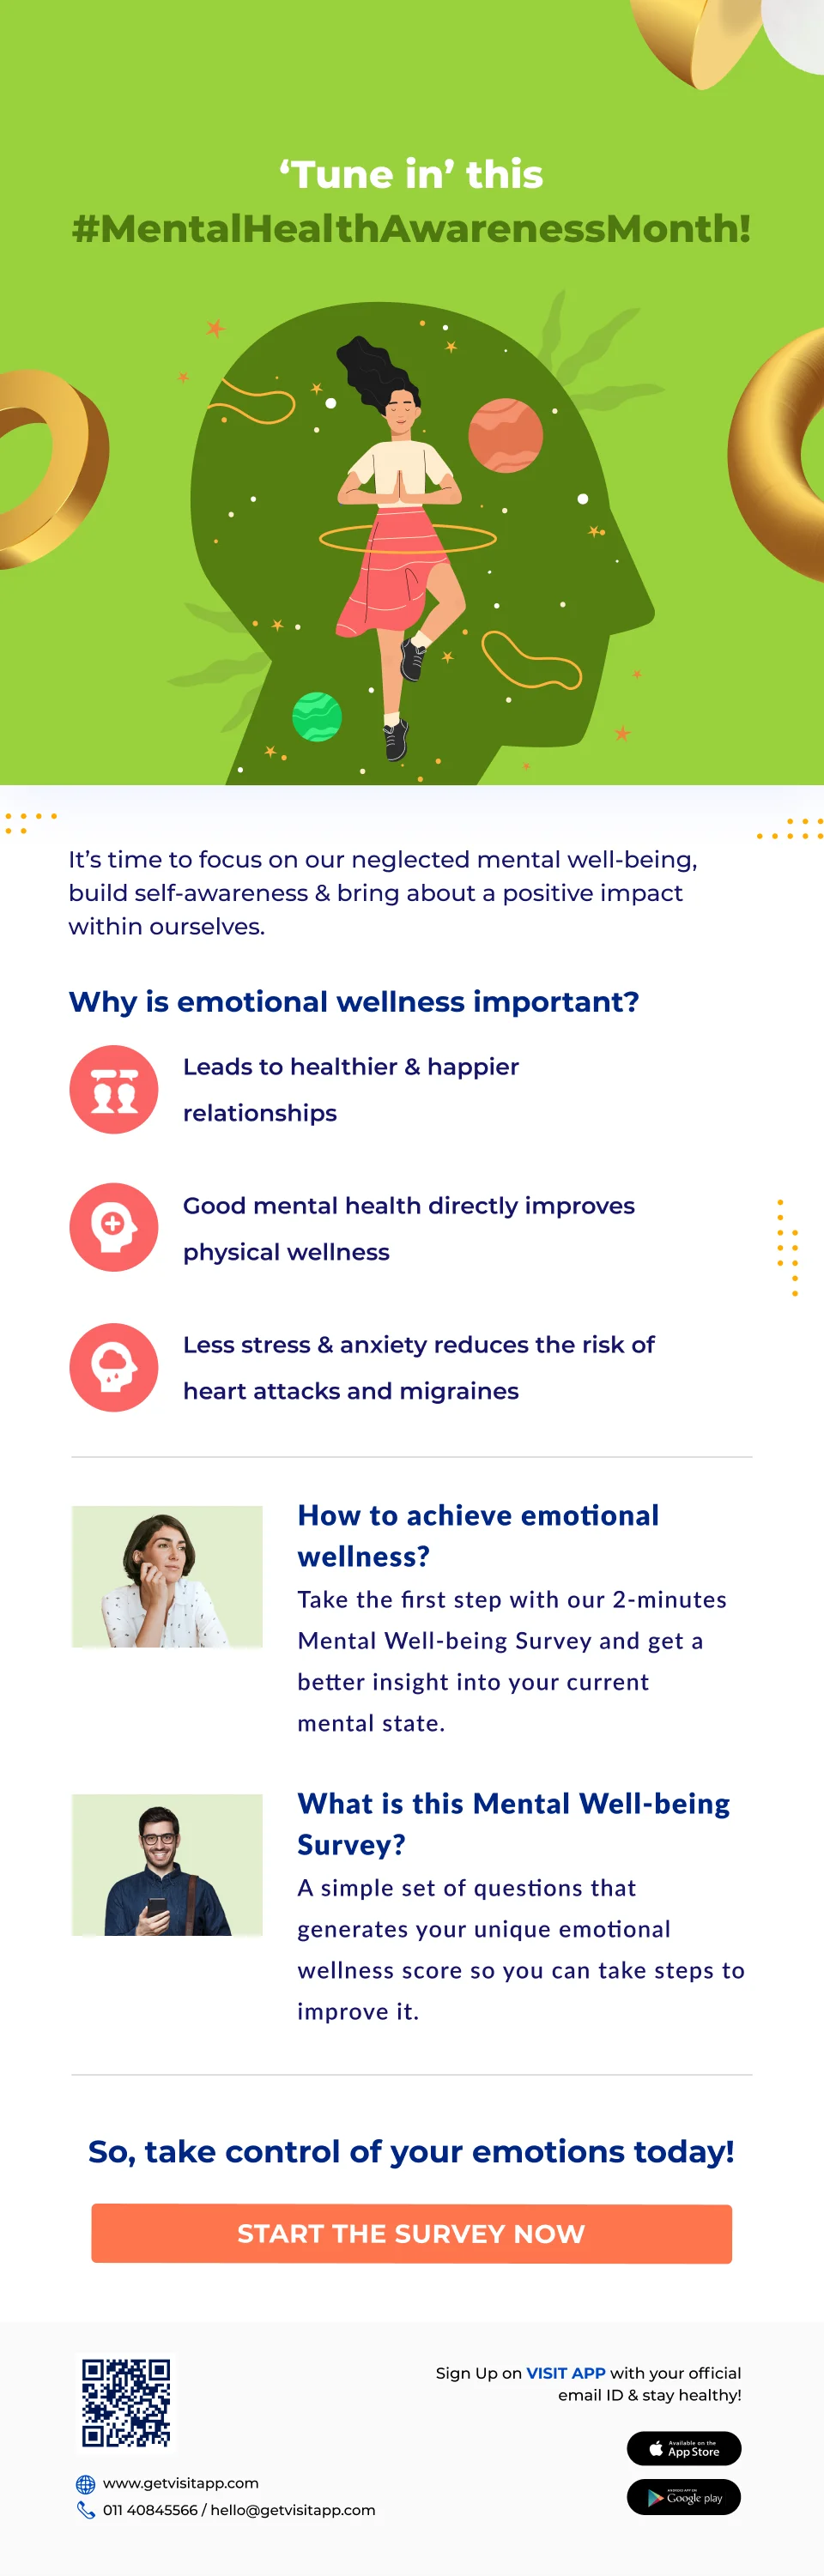 ‘Tune in’ this
#MentalHealthAwarenessMonth!
It’s time to focus on our neglected mental well-being,
build self-awareness & bring about a positive impact
within ourselves.
Why is emotional wellness important?
Leads to healthier & happier
relationships
Good mental health directly improves
physical wellness
Less stress & anxiety reduces the risk of
heart attacks and migraines
How to achieve emotional
wellness?
Take the first step with our 2-minutes
Mental Well-being Survey and get a
better insight into your current
mental state.
What is this Mental Well-being
Survey?
A simple set of questions that
generates your unique emotional
wellness score so you can take steps to
improve it.
So, take control of your emotions today!
START THE SURVEY NOW
Sign Up on VISIT APP with your official
email ID & stay healthy!
Available on the
App Store
ANDROID APP ON
Google play
www.getvisitapp.com
011 40845566 / hello@getvisitapp.com